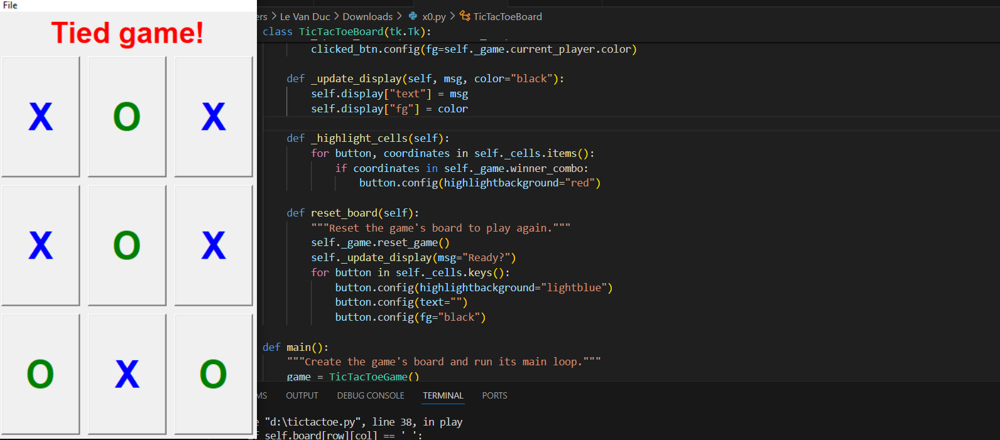 File
Tied game!
X O X
X O X
O X O
ers > Le Van Duc > Downloads > x0.py > TicTacToeBoard
class TicTacToeBoard(tk.Tk):
clicked_btn.config(fg=self._game.current_player.color)
def _update_display(self, msg, color="black"):
self.display["text"] = msg
self.display["fg"] = color
def _highlight_cells(self):
for button, coordinates in self._cells.items():
if coordinates in self._game.winner_combo:
button.config(highlightbackground="red")
def reset_board(self):
"""Reset the game's board to play again."""
self._game.reset_game()
self._update_display(msg="Ready?")
for button in self._cells.keys():
button.config(highlightbackground="lightblue")
button.config(text="")
button.config(fg="black")
def main():
"""Create the game's board and run its main loop."""
game = TicTacToeGame()
MS OUTPUT DEBUG CONSOLE TERMINAL PORTS
"d:\tictactoe.py", line 38, in play
self.board[row][col] == ' ':